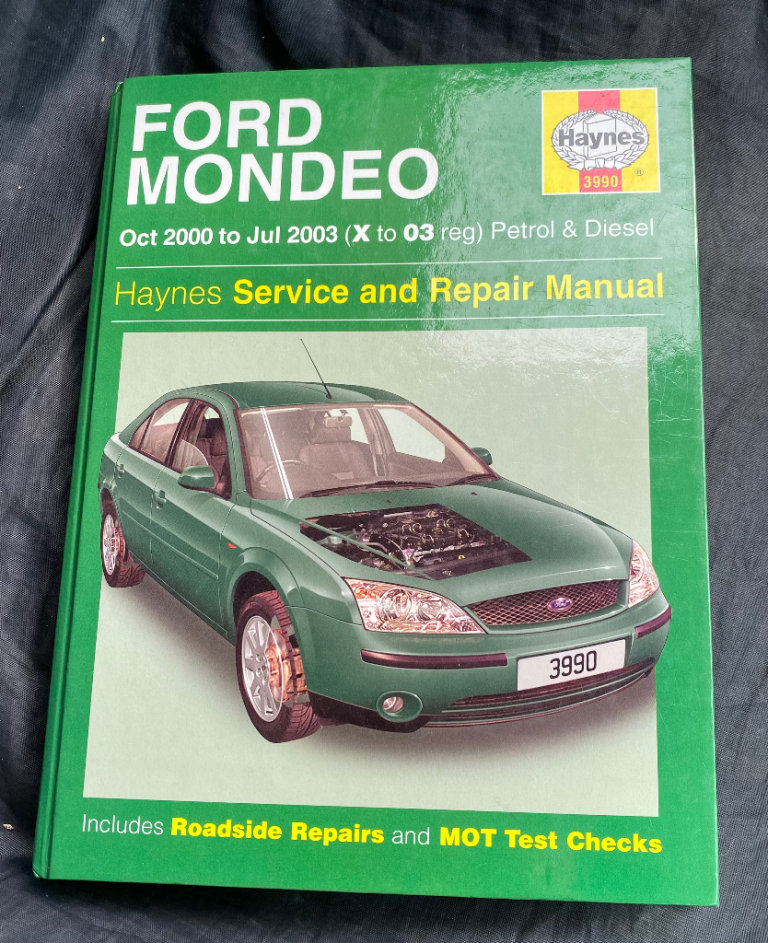 FORD
MONDEO
Haynes
®
3990
Oct 2000 to Jul 2003 (X to 03 reg) Petrol & Diesel
Haynes Service and Repair Manual
Ford
3990
Includes Roadside Repairs and MOT Test Checks